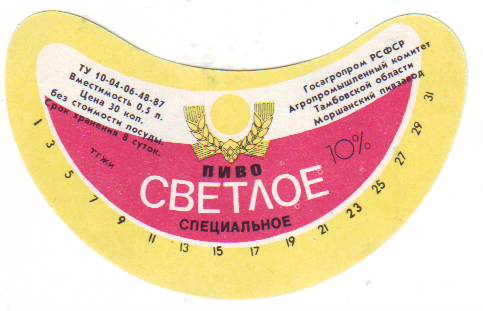 ТУ 10-04-06-48-87
Вместимость 0,5 л.
Цена 30 коп.
без стоимости посуды.
Срок хранения 8 суток.
ТГЖИ
Госагропром РСФСР
Агропромышленный комитет
Тамбовской области
Моршанский пивзавод
10%
ПИВО
СВЕТЛОЕ
СПЕЦИАЛЬНОЕ
1 3 5 7 9 11 13 15 17 19 21 23 25 27 29 31